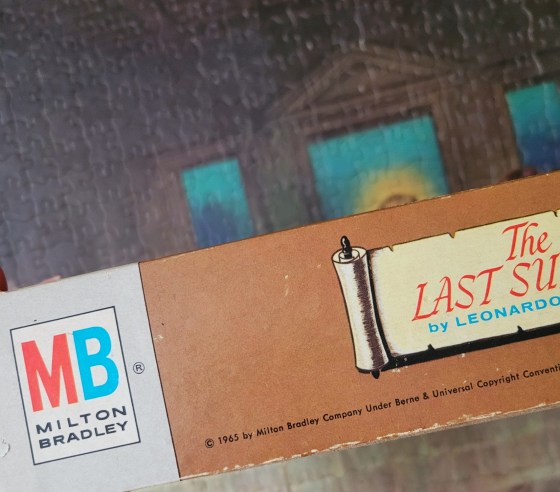 The
LAST SU
by LEONARDO
MB®
MILTON
BRADLEY
© 1965 by Milton Bradley Company Under Berne & Universal Copyright Conventi